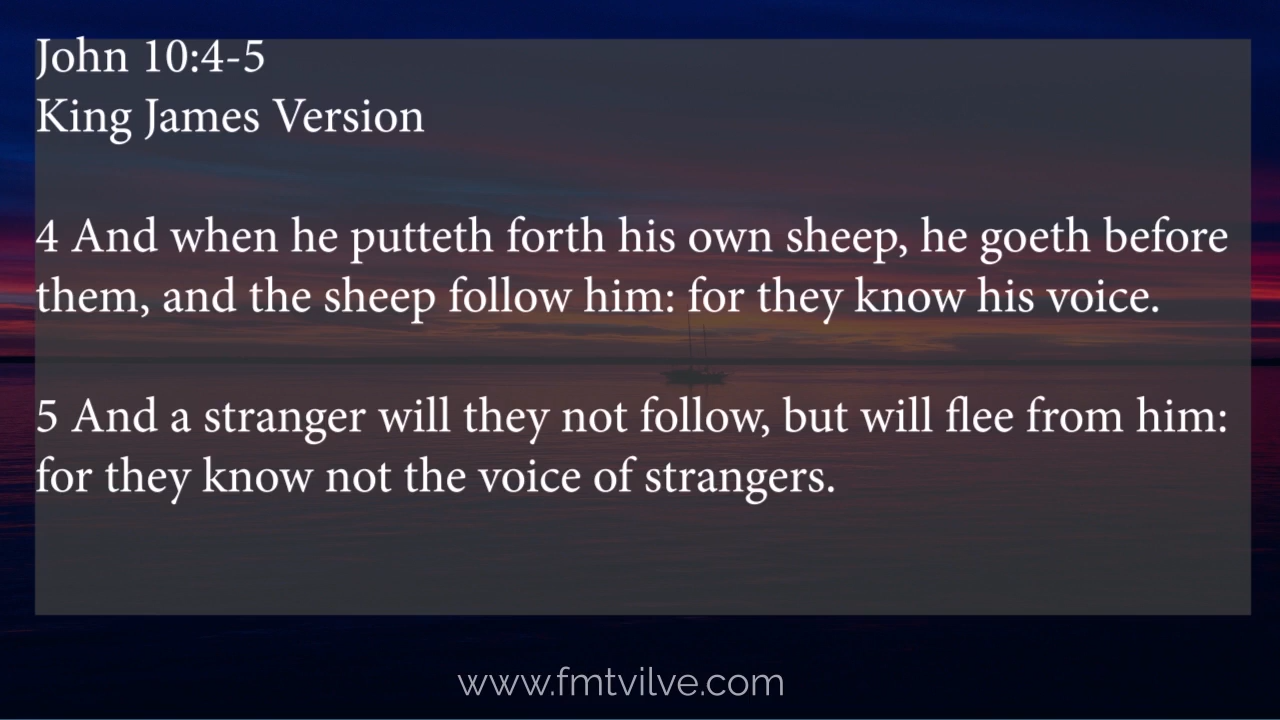 John 10:4-5
King James Version
4 And when he putteth forth his own sheep, he goeth before
them, and the sheep follow him: for they know his voice.
5 And a stranger will they not follow, but will flee from him:
for they know not the voice of strangers.
www.fmtvilve.com